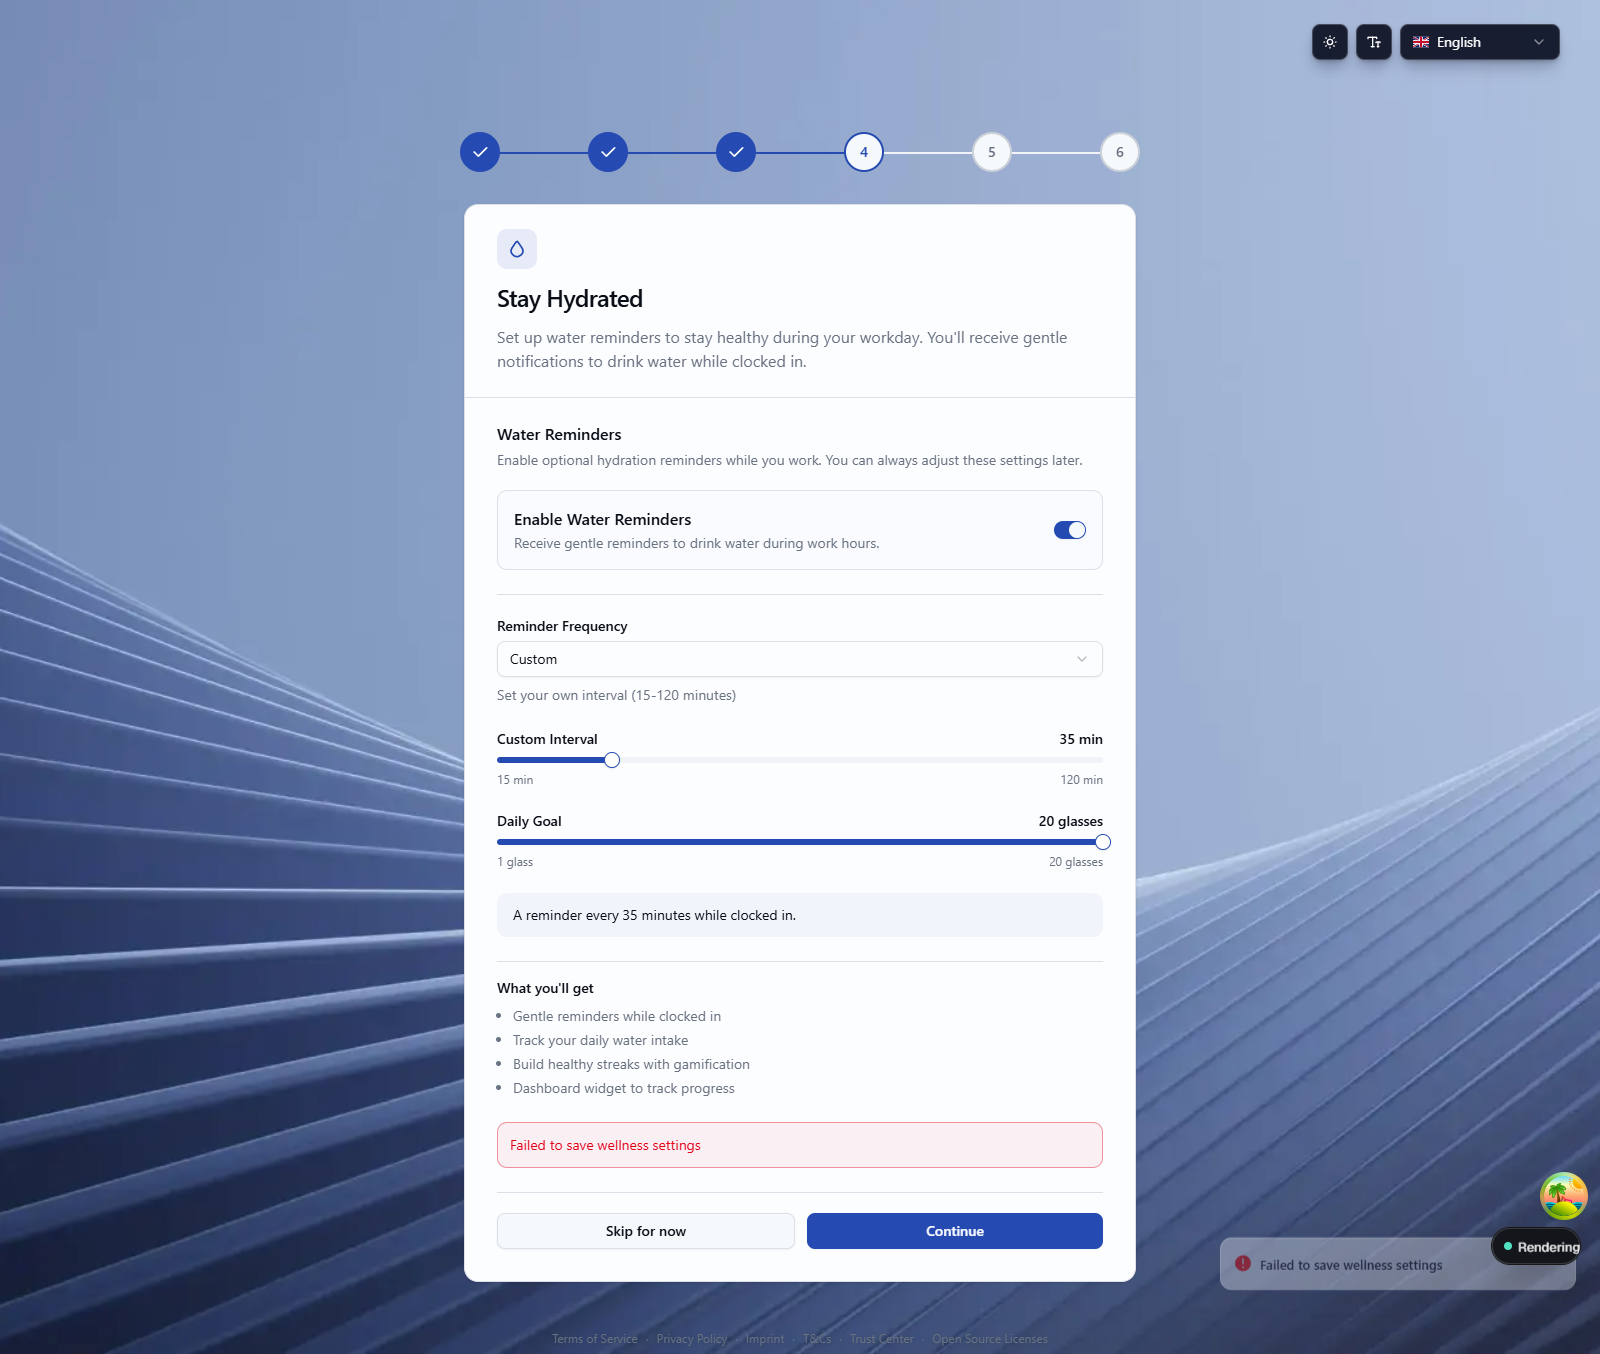 English
4
5
6
Stay Hydrated
Set up water reminders to stay healthy during your workday. You'll receive gentle
notifications to drink water while clocked in.
Water Reminders
Enable optional hydration reminders while you work. You can always adjust these settings later.
Enable Water Reminders
Receive gentle reminders to drink water during work hours.
Reminder Frequency
Custom
Set your own interval (15-120 minutes)
Custom Interval 35 min
15 min 120 min
Daily Goal 20 glasses
1 glass 20 glasses
A reminder every 35 minutes while clocked in.
What you'll get
Gentle reminders while clocked in
Track your daily water intake
Build healthy streaks with gamification
Dashboard widget to track progress
Failed to save wellness settings
Skip for now Continue
Rendering
Failed to save wellness settings
Terms of Service · Privacy Policy · Imprint · T&Cs · Trust Center · Open Source Licenses